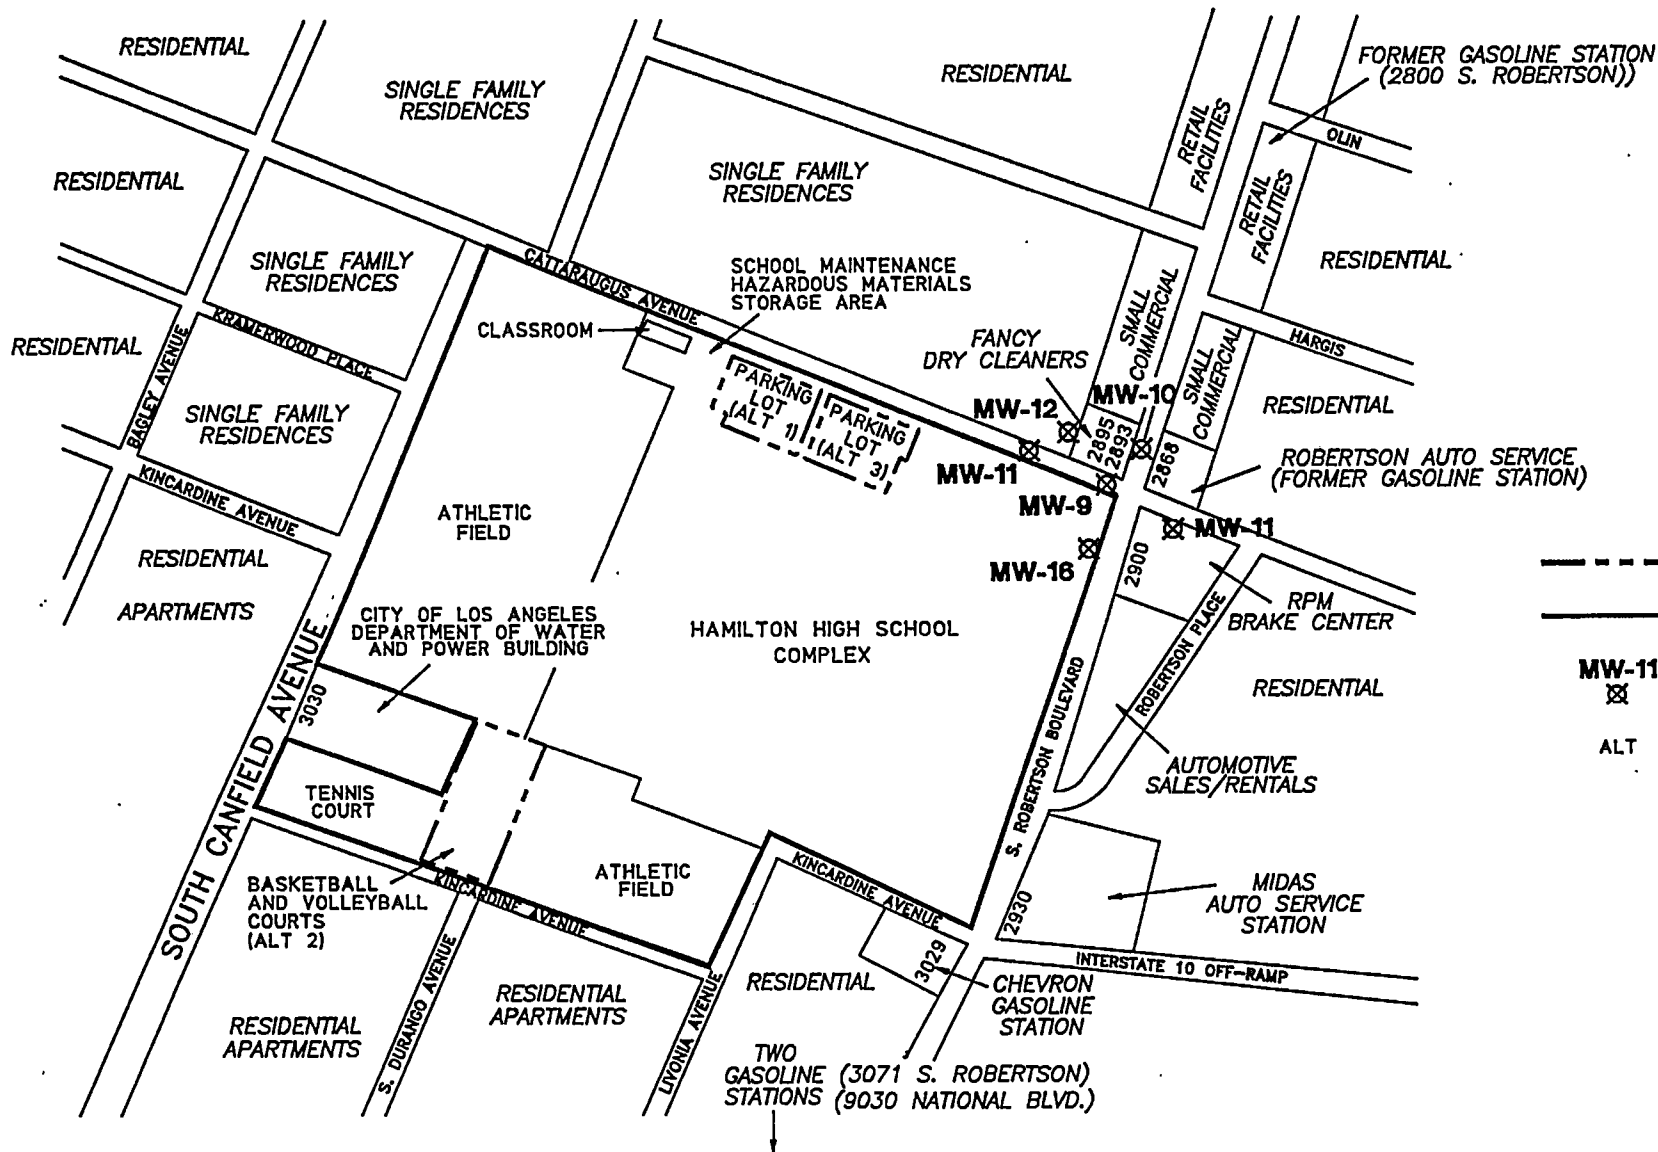 RESIDENTIAL
SINGLE FAMILY
RESIDENCES
RESIDENTIAL
FORMER GASOLINE STATION
(2800 S. ROBERTSON))
RETAIL
FACILITIES
OLIN
RESIDENTIAL
SINGLE FAMILY
RESIDENCES
RETAIL
FACILITIES
RESIDENTIAL
SINGLE FAMILY
RESIDENCES
CATTARAUGUS AVENUE
SCHOOL MAINTENANCE
HAZARDOUS MATERIALS
STORAGE AREA
SMALL
COMMERCIAL
HARGIS
RESIDENTIAL
BAGLEY AVENUE
KRAMERWOOD PLACE
CLASSROOM
FANCY
DRY CLEANERS
SMALL
COMMERCIAL
RESIDENTIAL
SINGLE FAMILY
RESIDENCES
PARKING
LOT
(ALT 1)
PARKING
LOT
(ALT 3)
MW-12
MW-10
2895
2893
2868
ROBERTSON AUTO SERVICE
(FORMER GASOLINE STATION)
MW-11
MW-9
MW-11
KINCARDINE AVENUE
ATHLETIC
FIELD
MW-16
2900
RESIDENTIAL
APARTMENTS
CITY OF LOS ANGELES
DEPARTMENT OF WATER
AND POWER BUILDING
HAMILTON HIGH SCHOOL
COMPLEX
RPM
BRAKE CENTER
ROBERTSON PLACE
RESIDENTIAL
MW-11
ALT
SOUTH CANFIELD AVENUE
3030
S. ROBERTSON BOULEVARD
AUTOMOTIVE
SALES/RENTALS
TENNIS
COURT
BASKETBALL
AND VOLLEYBALL
COURTS
(ALT 2)
KINCARDINE AVENUE
ATHLETIC
FIELD
KINCARDINE AVENUE
2930
MIDAS
AUTO SERVICE
STATION
3029
INTERSTATE 10 OFF-RAMP
RESIDENTIAL
APARTMENTS
S. DURANGO AVENUE
RESIDENTIAL
APARTMENTS
LIVONIA AVENUE
RESIDENTIAL
CHEVRON
GASOLINE
STATION
TWO
GASOLINE (3071 S. ROBERTSON)
STATIONS (9030 NATIONAL BLVD.)